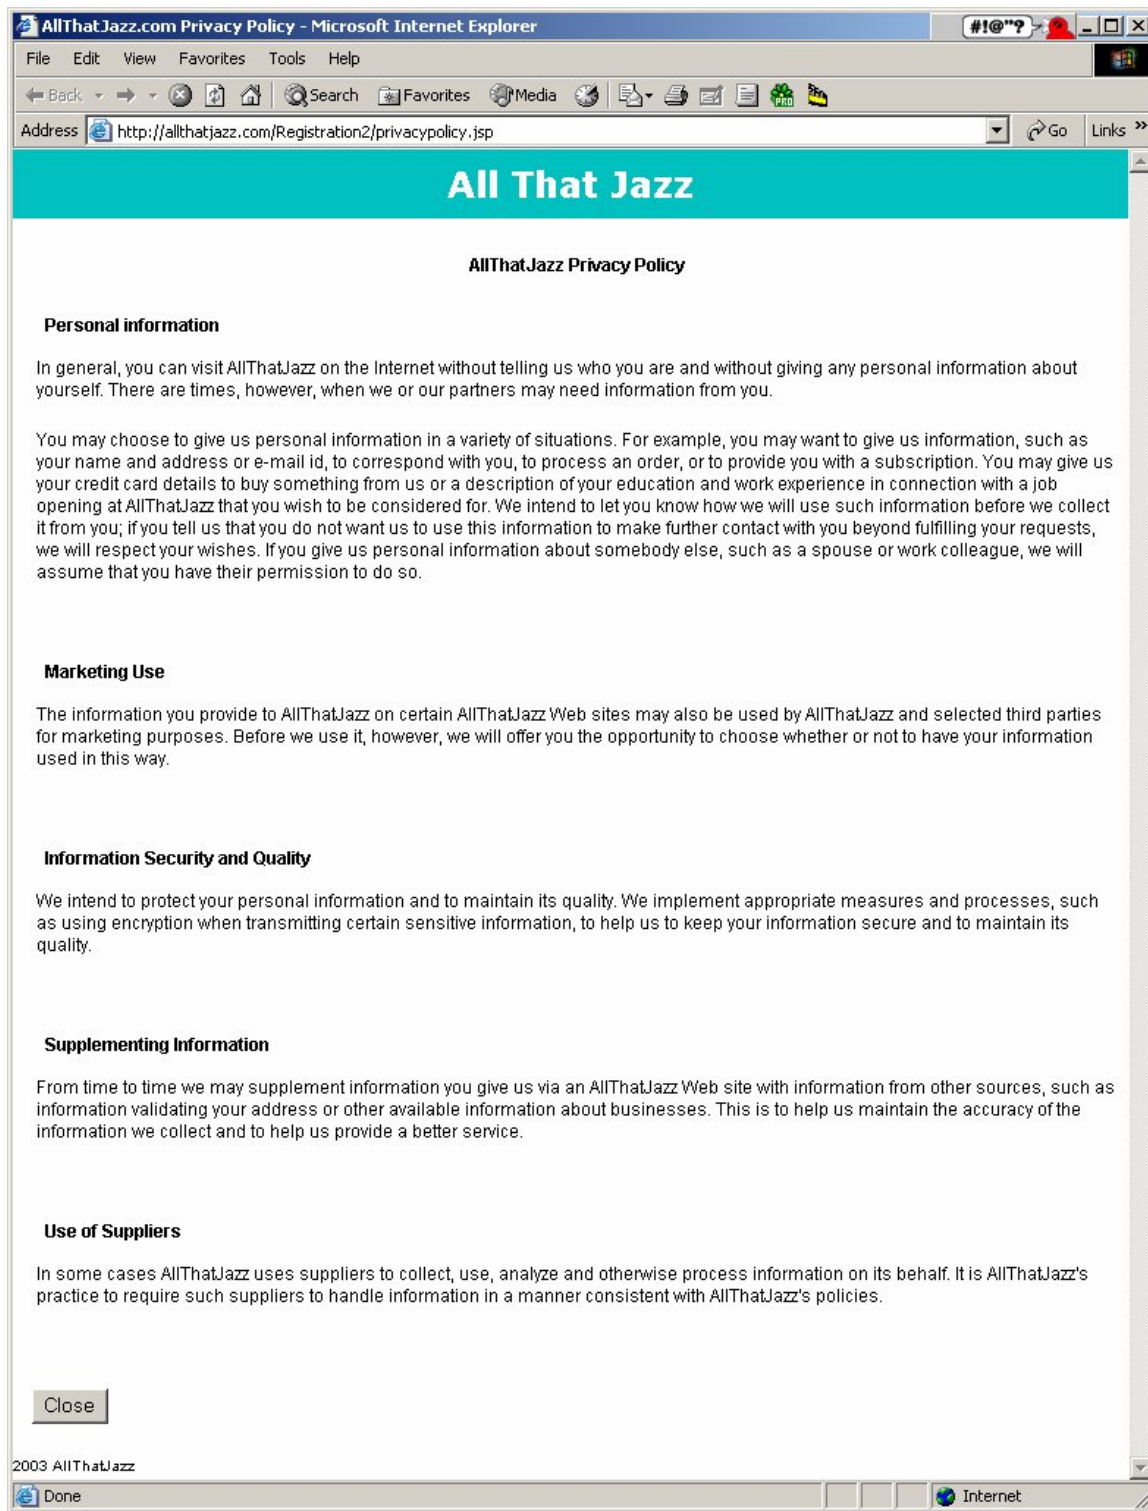 AllThatJazz.com Privacy Policy - Microsoft Internet Explorer
#!@"?
File Edit View Favorites Tools Help
Back Search Favorites Media PRO
Address http://allthatjazz.com/Registration2/privacypolicy.jsp Go Links »
All That Jazz
AllThatJazz Privacy Policy
Personal information
In general, you can visit AllThatJazz on the Internet without telling us who you are and without giving any personal information about
yourself. There are times, however, when we or our partners may need information from you.
You may choose to give us personal information in a variety of situations. For example, you may want to give us information, such as
your name and address or e-mail id, to correspond with you, to process an order, or to provide you with a subscription. You may give us
your credit card details to buy something from us or a description of your education and work experience in connection with a job
opening at AllThatJazz that you wish to be considered for. We intend to let you know how we will use such information before we collect
it from you; if you tell us that you do not want us to use this information to make further contact with you beyond fulfilling your requests,
we will respect your wishes. If you give us personal information about somebody else, such as a spouse or work colleague, we will
assume that you have their permission to do so.
Marketing Use
The information you provide to AllThatJazz on certain AllThatJazz Web sites may also be used by AllThatJazz and selected third parties
for marketing purposes. Before we use it, however, we will offer you the opportunity to choose whether or not to have your information
used in this way.
Information Security and Quality
We intend to protect your personal information and to maintain its quality. We implement appropriate measures and processes, such
as using encryption when transmitting certain sensitive information, to help us to keep your information secure and to maintain its
quality.
Supplementing Information
From time to time we may supplement information you give us via an AllThatJazz Web site with information from other sources, such as
information validating your address or other available information about businesses. This is to help us maintain the accuracy of the
information we collect and to help us provide a better service.
Use of Suppliers
In some cases AllThatJazz uses suppliers to collect, use, analyze and otherwise process information on its behalf. It is AllThatJazz's
practice to require such suppliers to handle information in a manner consistent with AllThatJazz's policies.
Close
2003 AllThatJazz
Done Internet